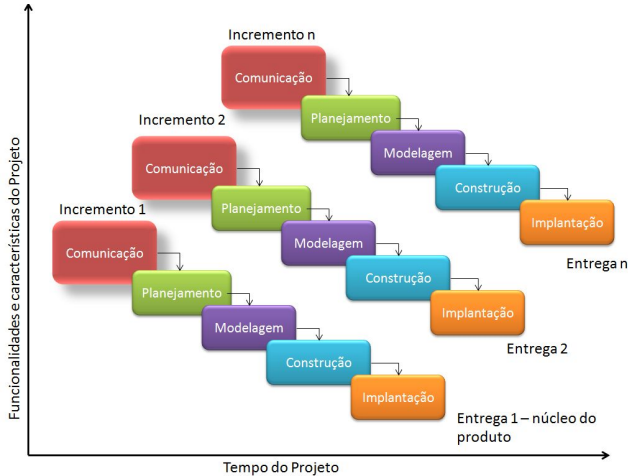 Incremento n
Comunicação
Planejamento
Modelagem
Construção
Implantação
Entrega n
Incremento 2
Comunicação
Planejamento
Modelagem
Construção
Implantação
Entrega 2
Incremento 1
Comunicação
Planejamento
Modelagem
Construção
Implantação
Entrega 1 – núcleo do
produto
Funcionalidades e características do Projeto
Tempo do Projeto